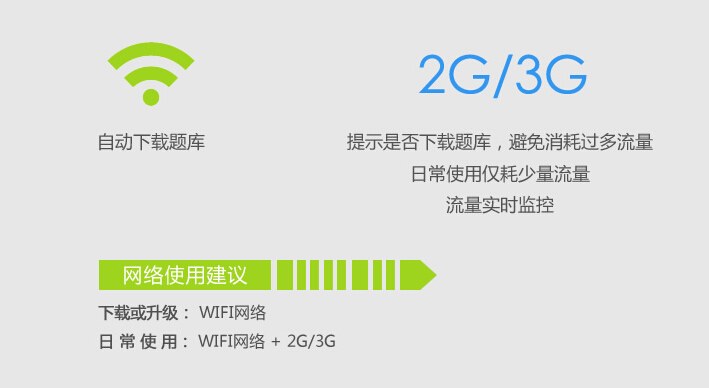 2G/3G
自动下载题库
提示是否下载题库，避免消耗过多流量
日常使用仅耗少量流量
流量实时监控
网络使用建议
下载或升级： WIFI网络
日 常 使 用： WIFI网络 + 2G/3G